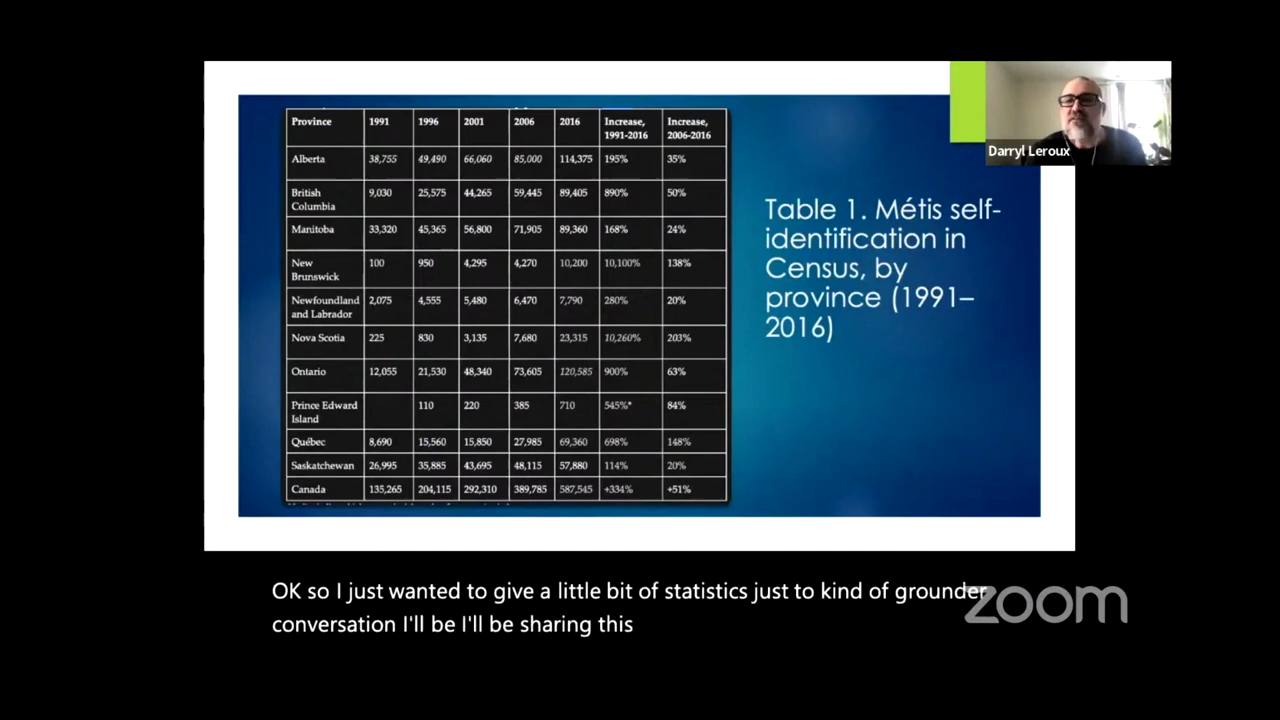 Province 1991 1996 2001 2006 2016 Increase, 1991-2016 Increase, 2006-2016
Alberta 38,755 49,490 66,060 85,000 114,375 195% 35%
British Columbia 9,030 25,575 44,265 59,445 89,405 890% 50%
Manitoba 33,320 45,365 56,800 71,905 89,360 168% 24%
New Brunswick 100 950 4,295 4,270 10,200 10,100% 138%
Newfoundland and Labrador 2,075 4,555 5,480 6,470 7,790 280% 20%
Nova Scotia 225 830 3,135 7,680 23,315 10,260% 203%
Ontario 12,055 21,530 48,340 73,605 120,585 900% 63%
Prince Edward Island 110 220 385 710 545%* 84%
Québec 8,690 15,560 15,850 27,985 69,360 698% 148%
Saskatchewan 26,995 35,885 43,695 48,115 57,880 114% 20%
Canada 135,265 204,115 292,310 389,785 587,545 +334% +51%
Table 1. Métis self-
identification in
Census, by
province (1991–
2016)
Darryl Leroux
OK so I just wanted to give a little bit of statistics just to kind of grounder
conversation I'll be I'll be sharing this
zoom